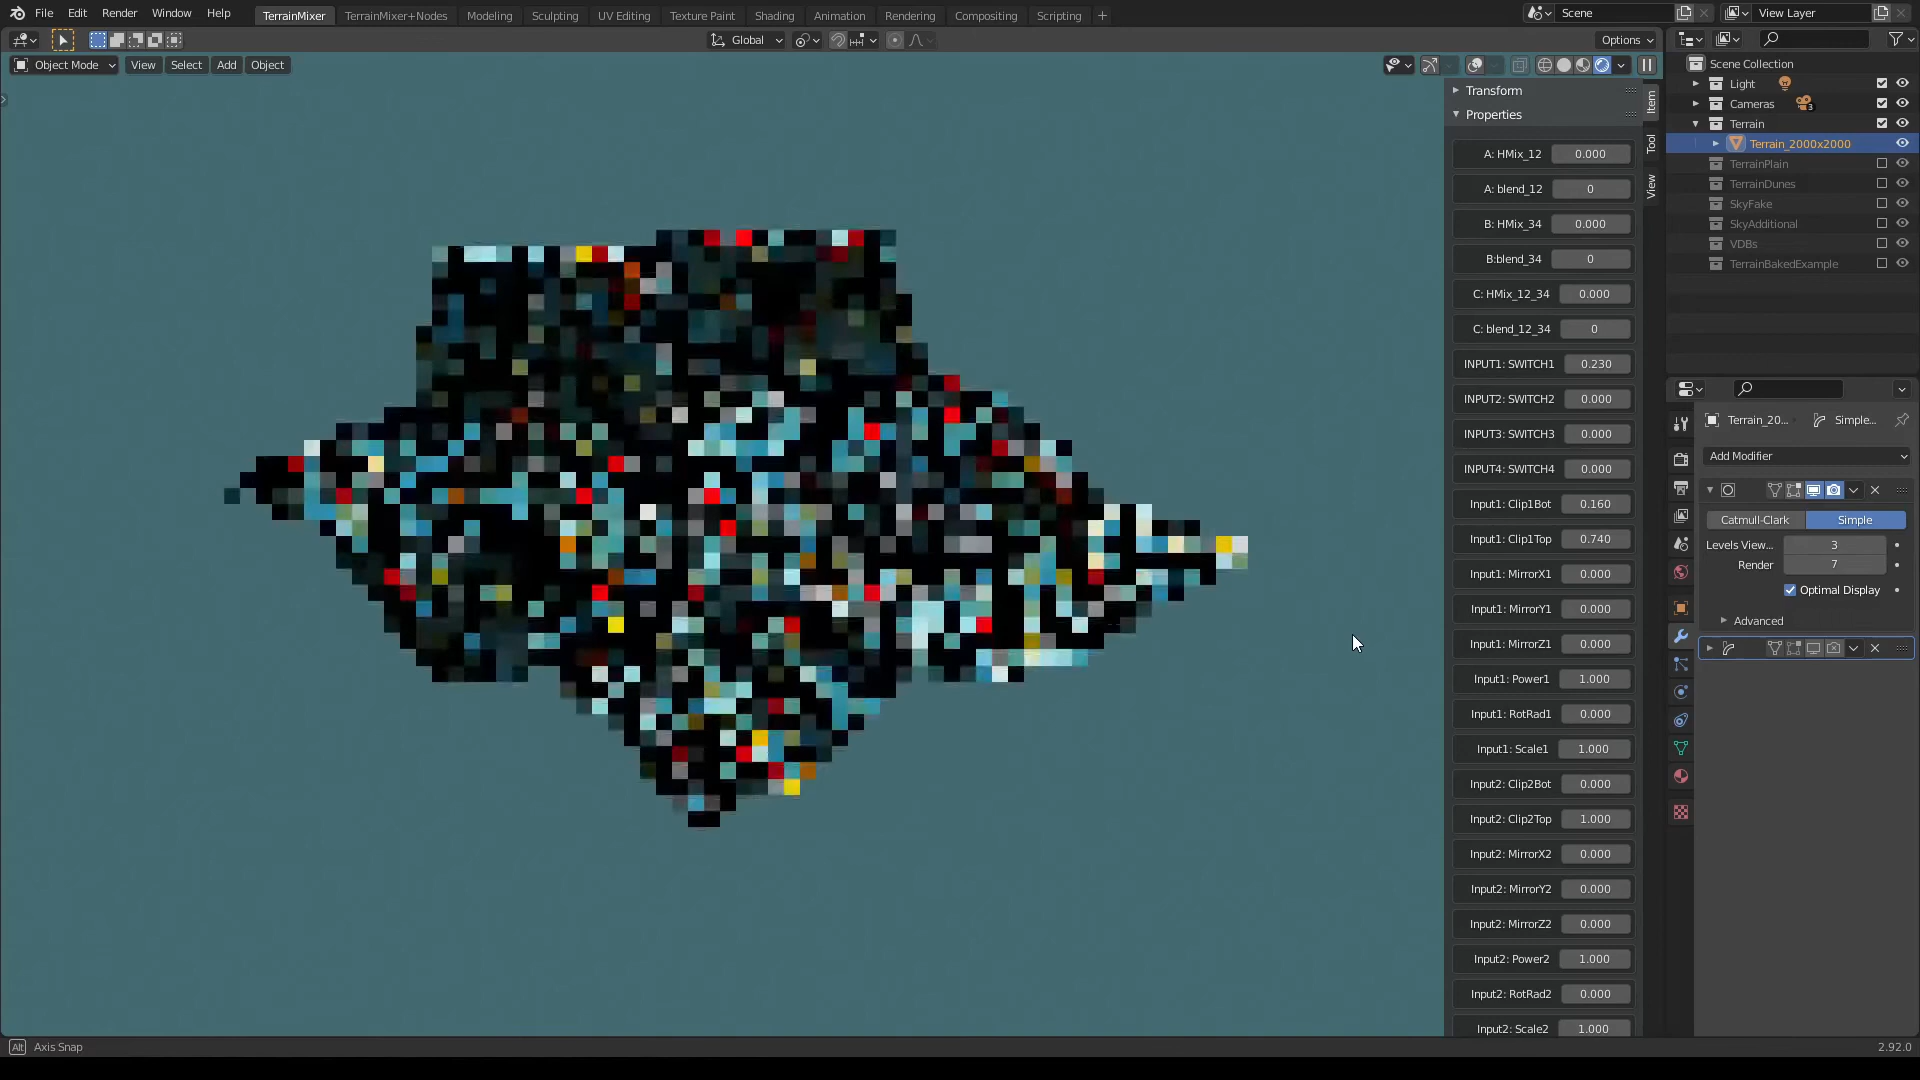 File Edit Render Window Help TerrainMixer TerrainMixer+Nodes Modeling Sculpting UV Editing Texture Paint Shading Animation Rendering Compositing Scripting + Scene View Layer
Global Options
Object Mode View Select Add Object
Transform
Properties
A: HMix_12 0.000
A: blend_12 0
B: HMix_34 0.000
B:blend_34 0
C: HMix_12_34 0.000
C: blend_12_34 0
INPUT1: SWITCH1 0.230
INPUT2: SWITCH2 0.000
INPUT3: SWITCH3 0.000
INPUT4: SWITCH4 0.000
Input1: Clip1Bot 0.160
Input1: Clip1Top 0.740
Input1: MirrorX1 0.000
Input1: MirrorY1 0.000
Input1: MirrorZ1 0.000
Input1: Power1 1.000
Input1: RotRad1 0.000
Input1: Scale1 1.000
Input2: Clip2Bot 0.000
Input2: Clip2Top 1.000
Input2: MirrorX2 0.000
Input2: MirrorY2 0.000
Input2: MirrorZ2 0.000
Input2: Power2 1.000
Input2: RotRad2 0.000
Input2: Scale2 1.000
Item
Tool
View
Scene Collection
Light
Cameras 3
Terrain
Terrain_2000x2000
TerrainPlain
TerrainDunes
SkyFake
SkyAdditional
VDBs
TerrainBakedExample
Terrain_20... Simple...
Add Modifier
Catmull-Clark Simple
Levels View... 3
Render 7
Optimal Display
Advanced
Alt Axis Snap
2.92.0